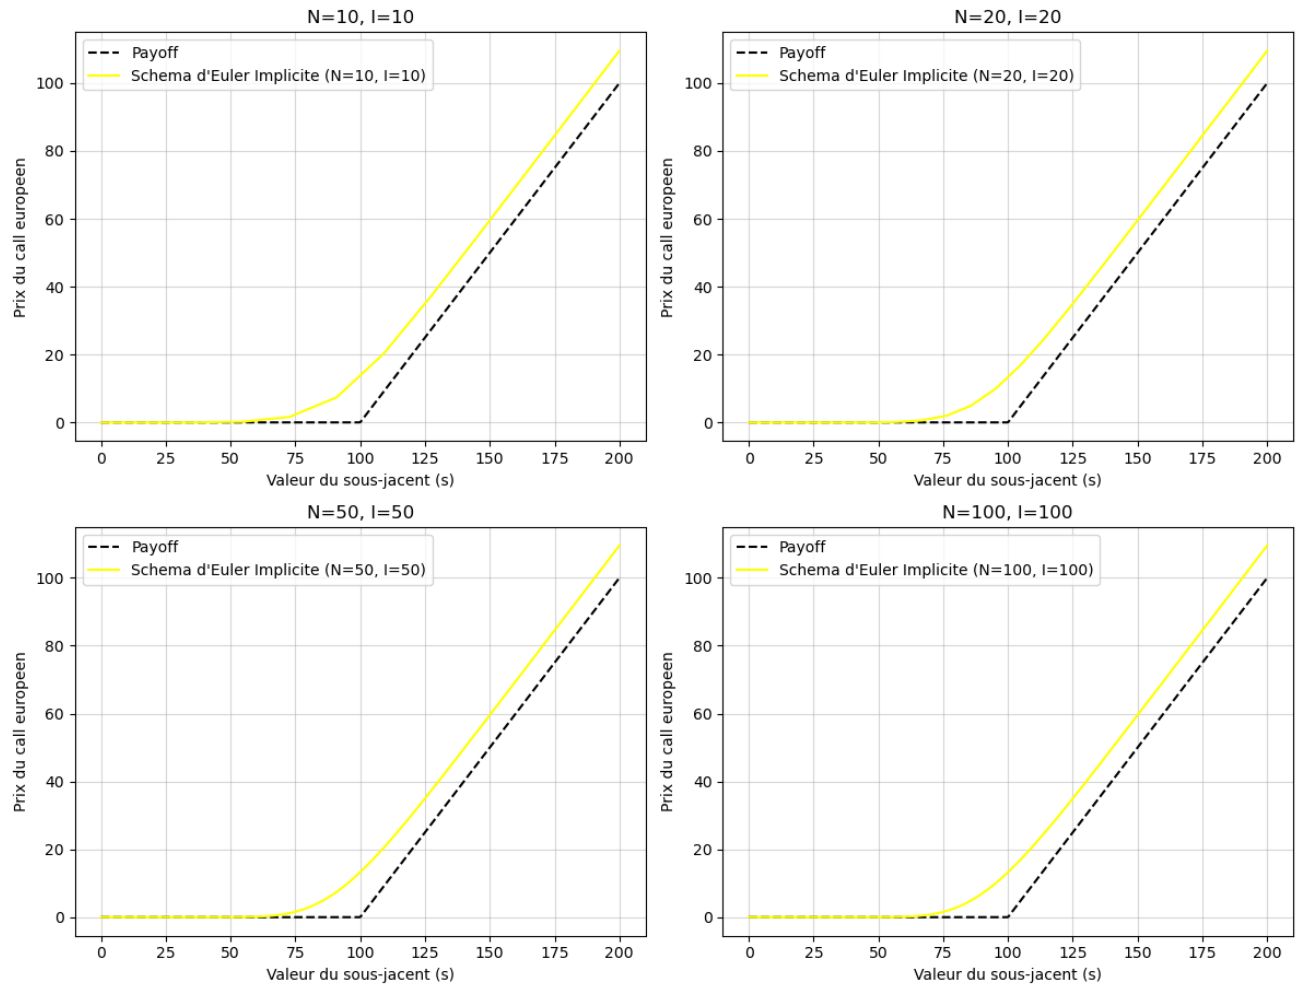 N=10, I=10
Payoff
Schema d'Euler Implicite (N=10, I=10)
100
80
60
40
20
0
Prix du call europeen
0 25 50 75 100 125 150 175 200
Valeur du sous-jacent (s)
N=20, I=20
Payoff
Schema d'Euler Implicite (N=20, I=20)
100
80
60
40
20
0
Prix du call europeen
0 25 50 75 100 125 150 175 200
Valeur du sous-jacent (s)
N=50, I=50
Payoff
Schema d'Euler Implicite (N=50, I=50)
100
80
60
40
20
0
Prix du call europeen
0 25 50 75 100 125 150 175 200
Valeur du sous-jacent (s)
N=100, I=100
Payoff
Schema d'Euler Implicite (N=100, I=100)
100
80
60
40
20
0
Prix du call europeen
0 25 50 75 100 125 150 175 200
Valeur du sous-jacent (s)